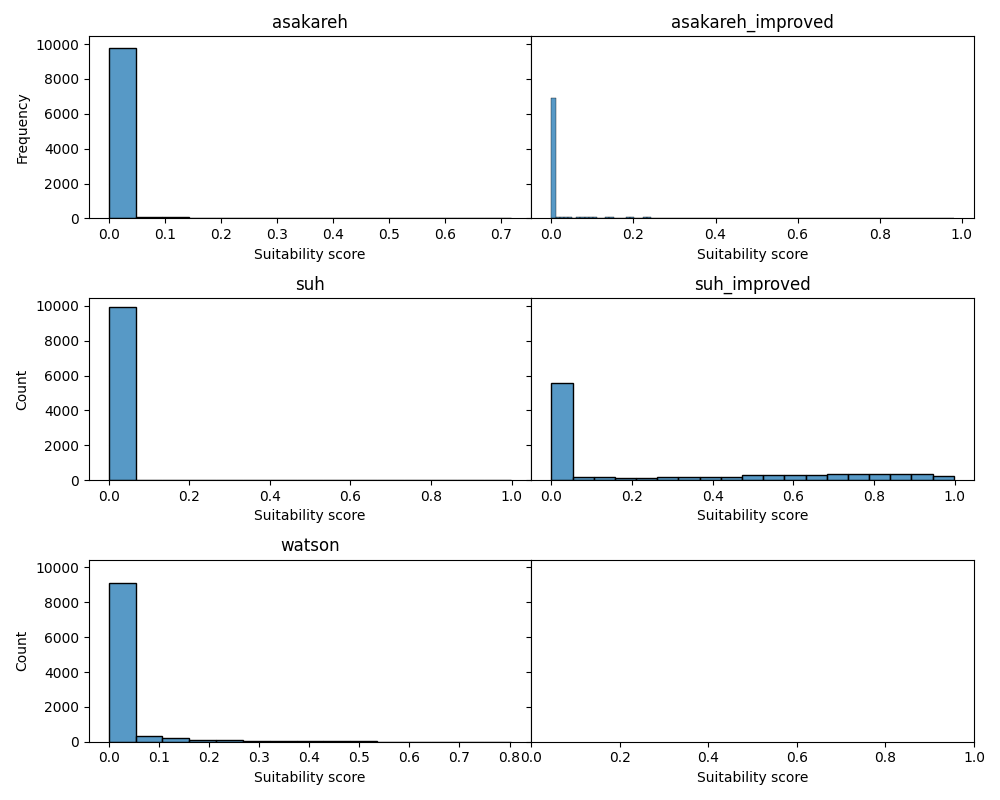 asakareh
asakareh_improved
Frequency
10000
8000
6000
4000
2000
0
0.0 0.1 0.2 0.3 0.4 0.5 0.6 0.7
0.0 0.2 0.4 0.6 0.8 1.0
Suitability score
Suitability score
suh
suh_improved
Count
10000
8000
6000
4000
2000
0
0.0 0.2 0.4 0.6 0.8 1.0
0.0 0.2 0.4 0.6 0.8 1.0
Suitability score
Suitability score
watson
Count
10000
8000
6000
4000
2000
0
0.0 0.1 0.2 0.3 0.4 0.5 0.6 0.7 0.8
0.0 0.2 0.4 0.6 0.8 1.0
Suitability score
Suitability score